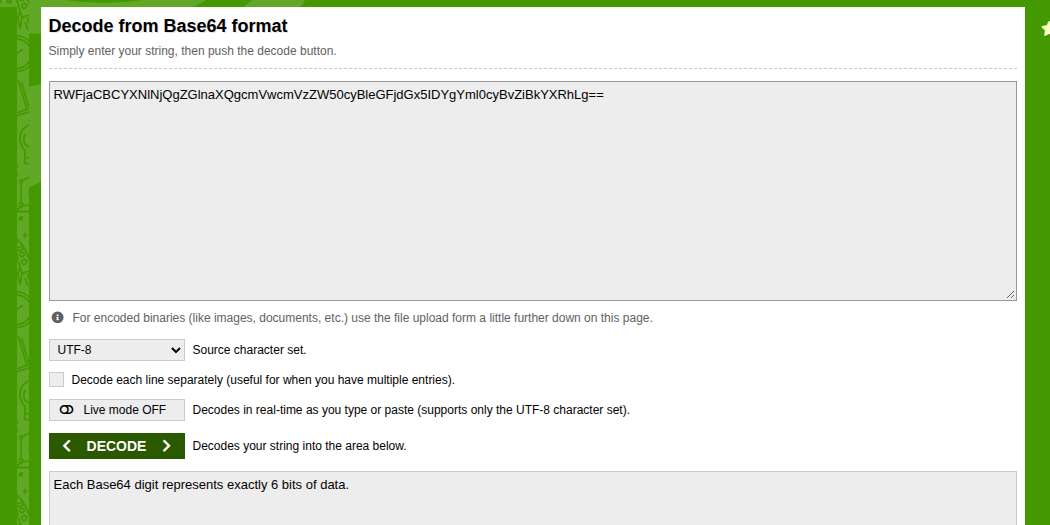 Decode from Base64 format
Simply enter your string, then push the decode button.
RWFjaCBCYXNlNjQgZGlnaXQgcmVwcmVzZW50cyBleGFjdGx5IDYgYml0cyBvZiBkYXRhLg==
For encoded binaries (like images, documents, etc.) use the file upload form a little further down on this page.
UTF-8 Source character set.
Decode each line separately (useful for when you have multiple entries).
Live mode OFF Decodes in real-time as you type or paste (supports only the UTF-8 character set).
DECODE Decodes your string into the area below.
Each Base64 digit represents exactly 6 bits of data.